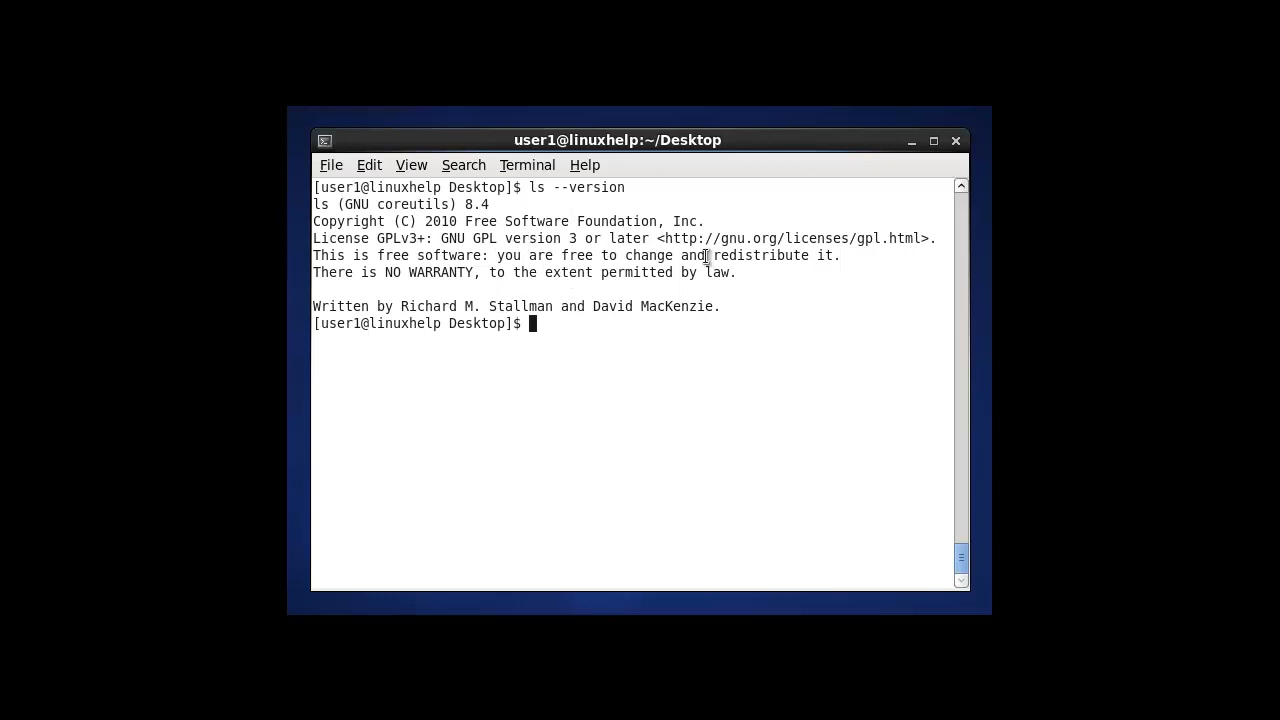 user1@linuxhelp:~/Desktop
File Edit View Search Terminal Help
[user1@linuxhelp Desktop]$ ls --version
ls (GNU coreutils) 8.4
Copyright (C) 2010 Free Software Foundation, Inc.
License GPLv3+: GNU GPL version 3 or later <http://gnu.org/licenses/gpl.html>.
This is free software: you are free to change and redistribute it.
There is NO WARRANTY, to the extent permitted by law.

Written by Richard M. Stallman and David MacKenzie.
[user1@linuxhelp Desktop]$